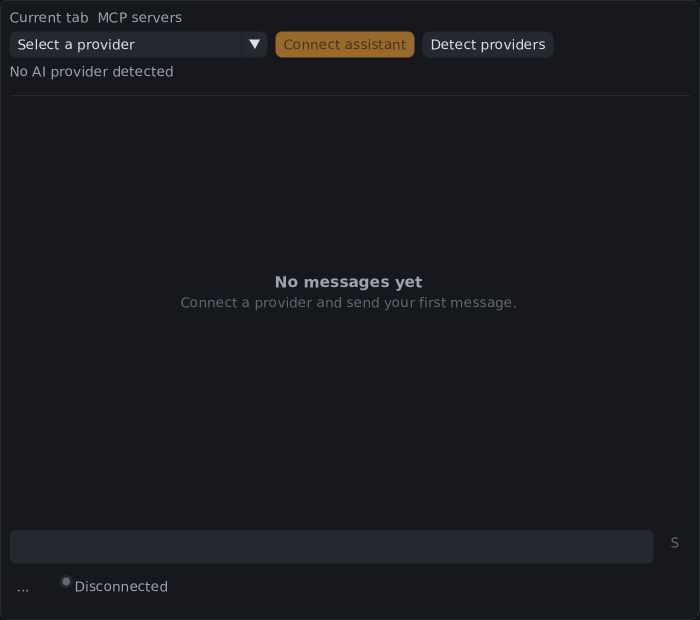 Current tab MCP servers
Select a provider ▼ Connect assistant Detect providers
No AI provider detected
No messages yet
Connect a provider and send your first message.
S
... Disconnected